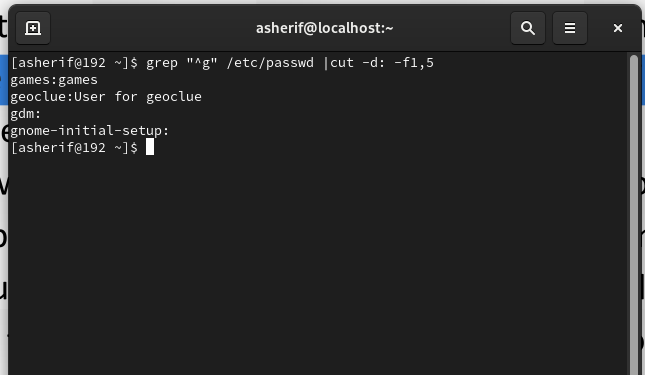 asherif@localhost:~
[asherif@192 ~]$ grep "^g" /etc/passwd |cut -d: -f1,5
games:games
geoclue:User for geoclue
gdm:
gnome-initial-setup:
[asherif@192 ~]$